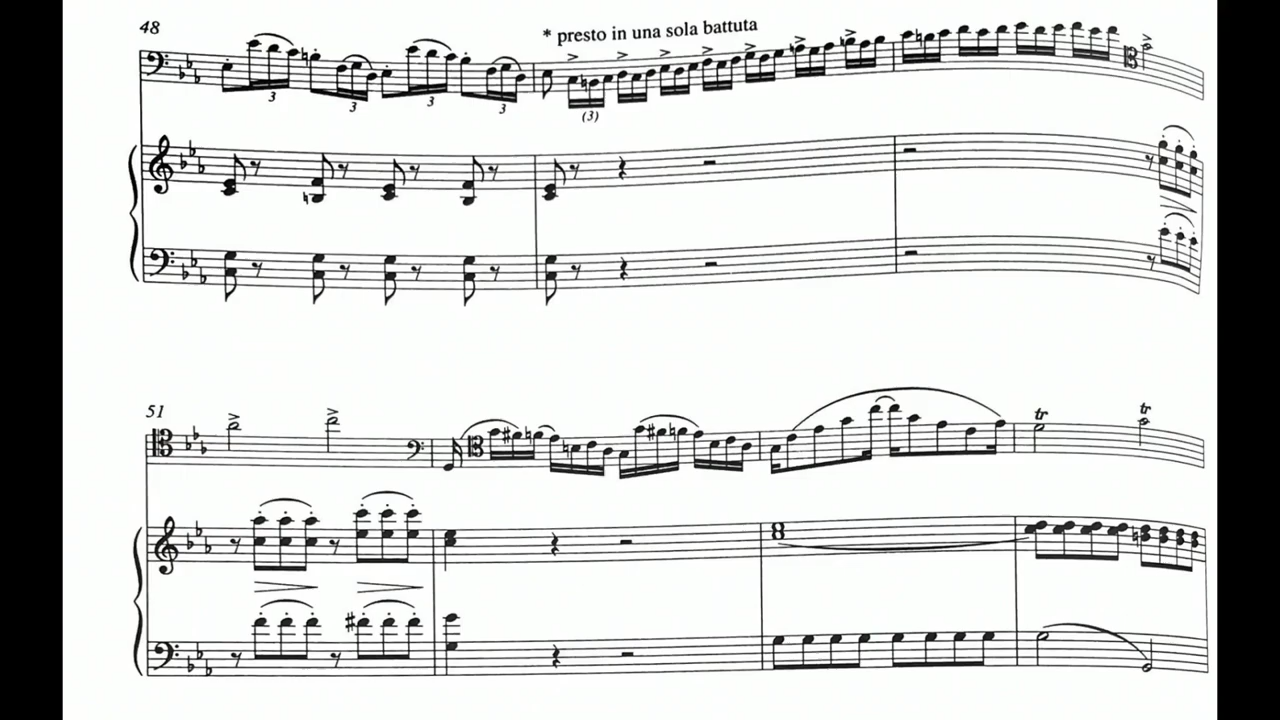 48
* presto in una sola battuta
3
3
3
3
(3)
51
tr
tr